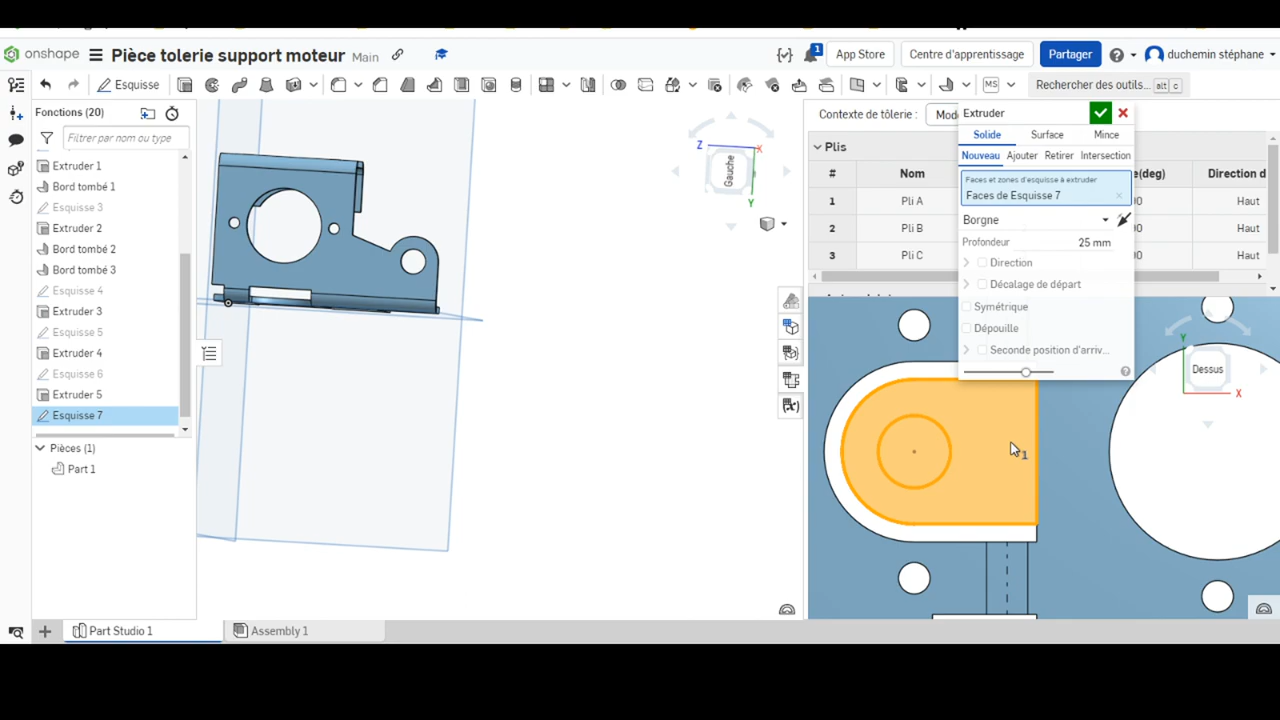 onshape
Pièce tolerie support moteur
Main
1
App Store
Centre d'apprentissage
Partager
duchemin stéphane
Esquisse
MS
Rechercher des outils...
alt
c
Fonctions (20)
Filtrer par nom ou type
Extruder 1
Bord tombé 1
Esquisse 3
Extruder 2
Bord tombé 2
Bord tombé 3
Esquisse 4
Extruder 3
Esquisse 5
Extruder 4
Esquisse 6
Extruder 5
Esquisse 7
Pièces (1)
Part 1
Z
X
Gauche
Y
Contexte de tôlerie :
Plis
#
Nom
Direction d
1
Pli A
Haut
2
Pli B
Haut
3
Pli C
Haut
Extruder
Solide
Surface
Mince
Nouveau
Ajouter
Retirer
Intersection
Faces et zones d'esquisse à extruder
Faces de Esquisse 7
Borgne
Profondeur
25 mm
Direction
Décalage de départ
Symétrique
Dépouille
Seconde position d'arriv...
Y
Dessus
X
1
Part Studio 1
Assembly 1